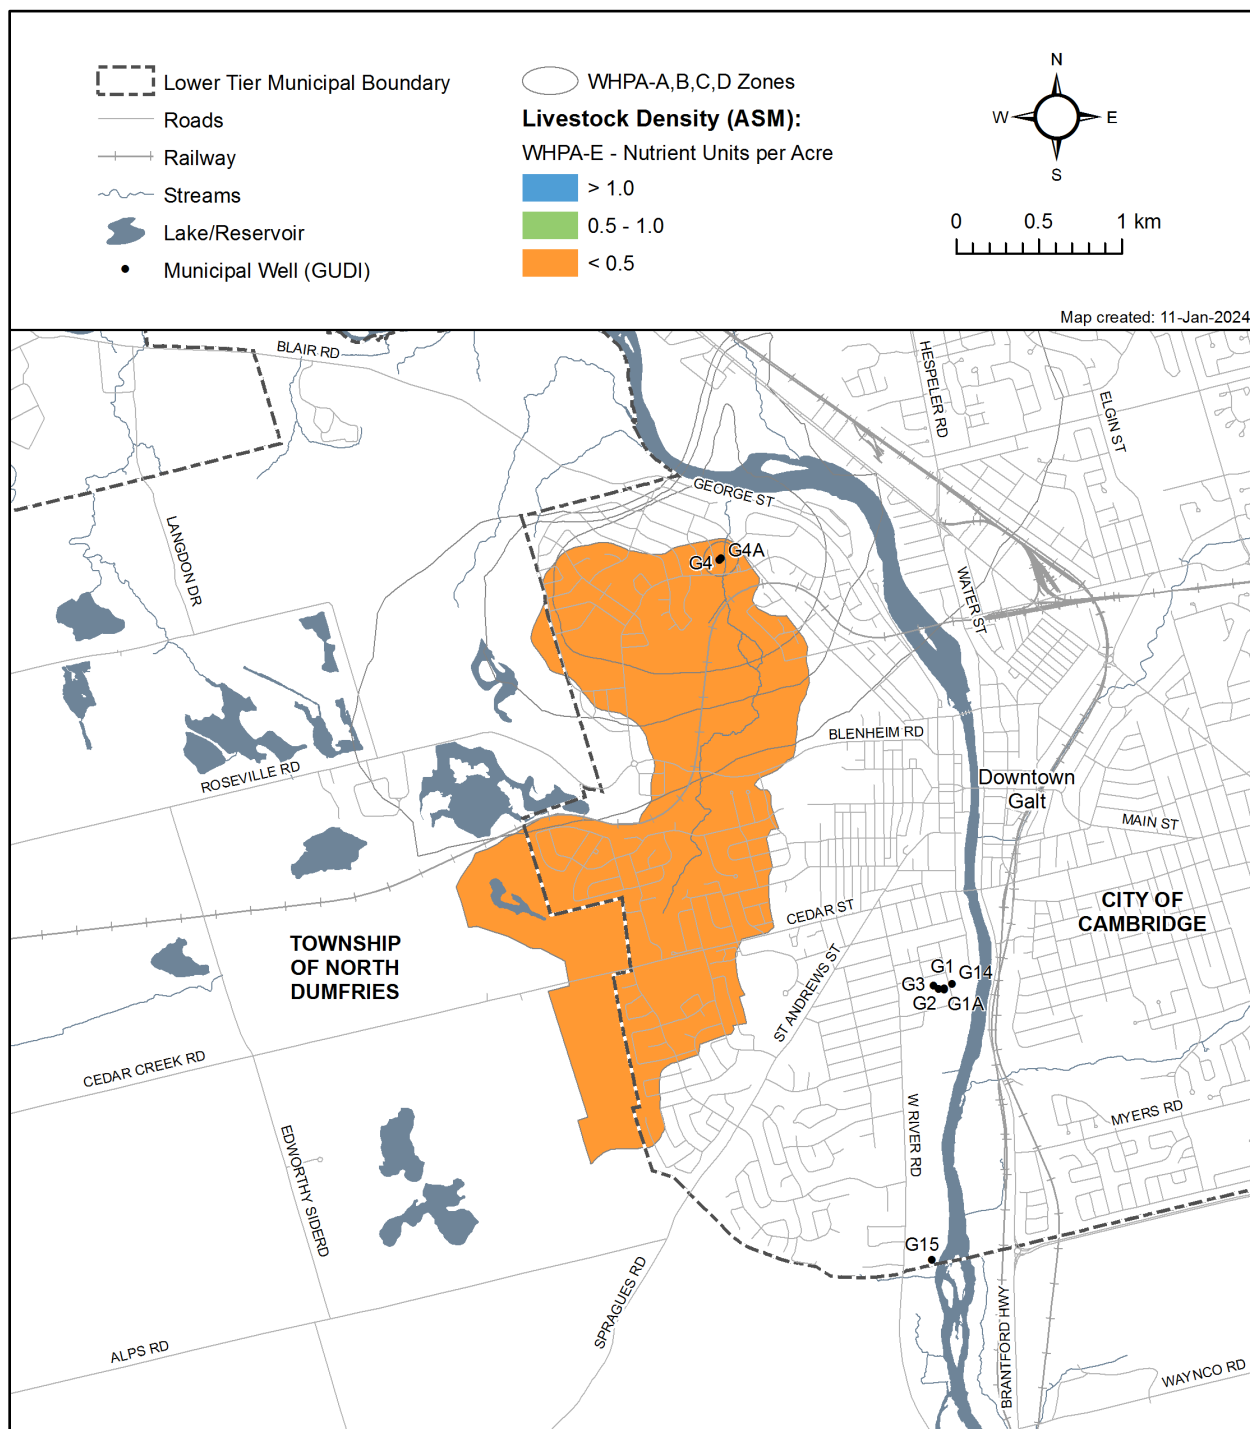 Lower Tier Municipal Boundary
Roads
Railway
Streams
Lake/Reservoir
Municipal Well (GUDI)
WHPA-A,B,C,D Zones
Livestock Density (ASM):
WHPA-E - Nutrient Units per Acre
> 1.0
0.5 - 1.0
< 0.5
N
W
E
S
0 0.5 1 km
Map created: 11-Jan-2024
BLAIR RD
HESPELER RD
ELGIN ST
GEORGE ST
LANGDON DR
G4A
G4
WATER ST
BLENHEIM RD
ROSEVILLE RD
Downtown
Galt
MAIN ST
CEDAR ST
CITY OF
CAMBRIDGE
TOWNSHIP
OF NORTH
DUMFRIES
ST ANDREWS ST
G1
G14
G3
G2
G1A
CEDAR CREEK RD
W RIVER RD
MYERS RD
EDWORTHY SIDERD
G15
SPRAGUES RD
BRANTFORD HWY
ALPS RD
WAYNCO RD